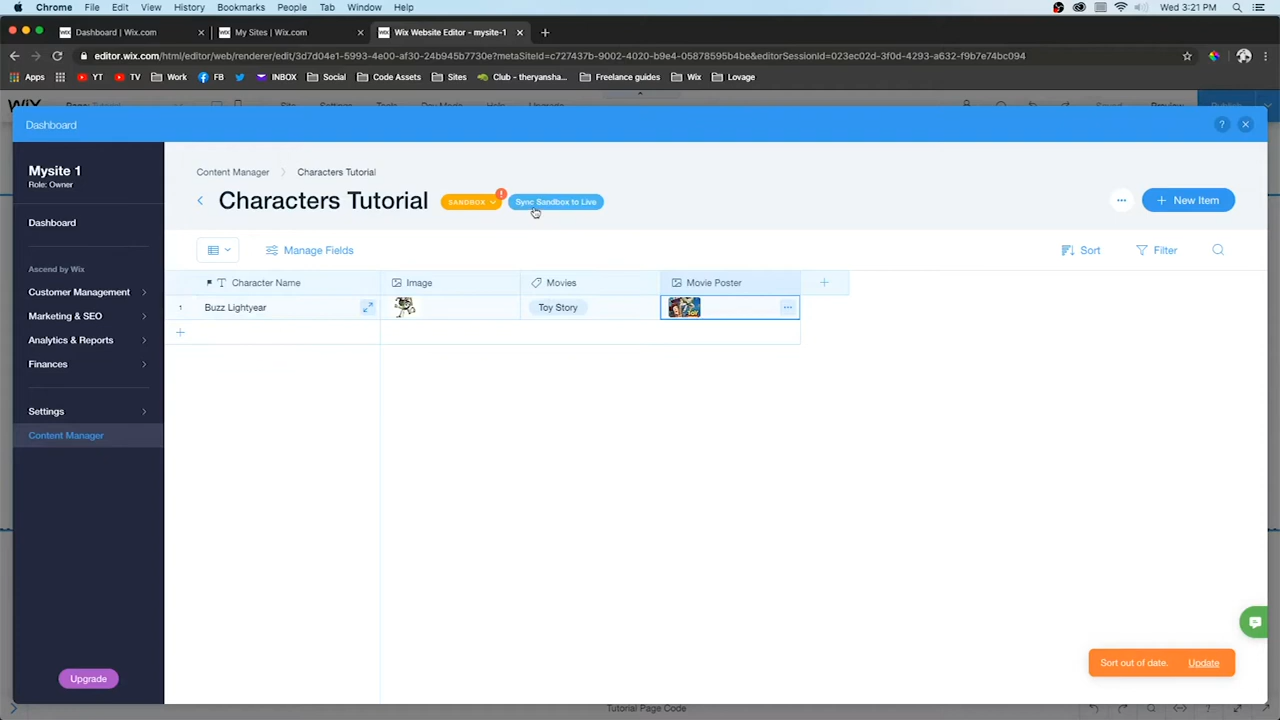 Chrome File Edit View History Bookmarks People Tab Window Help Wed 3:21 PM
Dashboard | Wix.com My Sites | Wix.com Wix Website Editor - mysite-1
editor.wix.com/html/editor/web/renderer/edit/3d7d04e1-5993-4e00-af30-24b945b7730e?metaSiteId=c727437b-9002-4020-b9e4-05878595b4be&editorSessionId=023ec02d-3f0d-4293-a632-f9b7e74bc939
Apps YT TV Work FB INBOX Social Code Assets Sites Club - theryansha... Freelance guides Wix Lovage
Dashboard ?
Mysite 1
Role: Owner
Dashboard
Ascend by Wix
Customer Management
Marketing & SEO
Analytics & Reports
Finances
Settings
Content Manager
Upgrade
Content Manager Characters Tutorial
Characters Tutorial SANDBOX ! Sync Sandbox to Live ... + New Item
Manage Fields Sort Filter
Character Name Image Movies Movie Poster +
1 Buzz Lightyear Toy Story ...
+
Sort out of date. Update
Tutorial Page Code